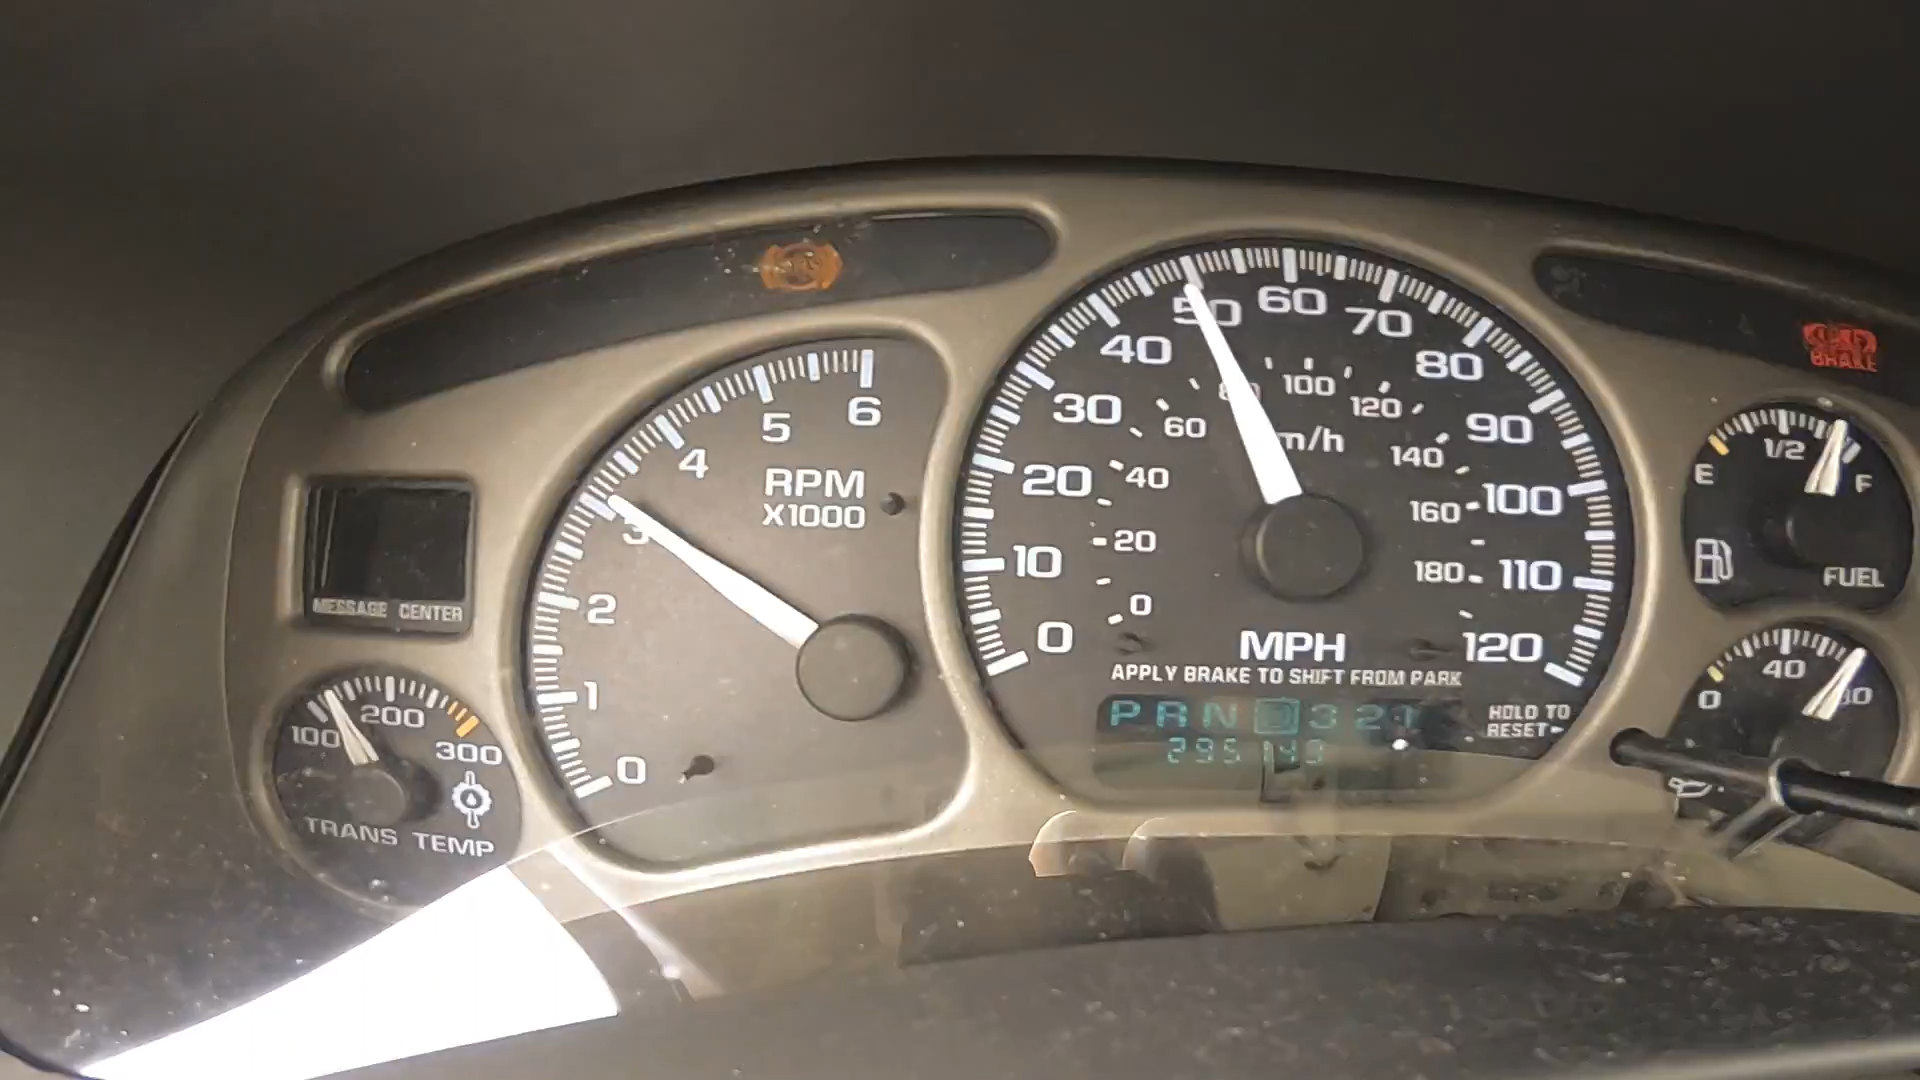 BRAKE
6
5
4
3
2
1
0
RPM
X1000
MESSAGE CENTER
100 200 300
TRANS TEMP
0 10 20 30 40 50 60 70 80 90 100 110 120
0 20 40 60 80 100 120 140 160 180
m/h
MPH
APPLY BRAKE TO SHIFT FROM PARK
P R N D 3 2 1
HOLD TO
RESET
E 1/2 F
FUEL
0 40